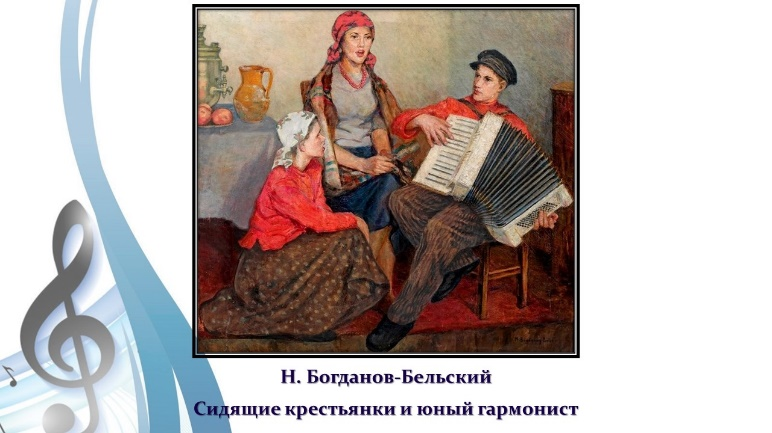 Н. Богданов-Бельский
Сидящие крестьянки и юный гармонист